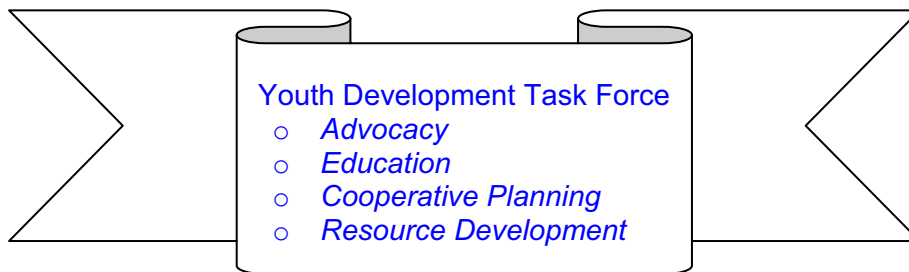 Youth Development Task Force
o Advocacy
o Education
o Cooperative Planning
o Resource Development